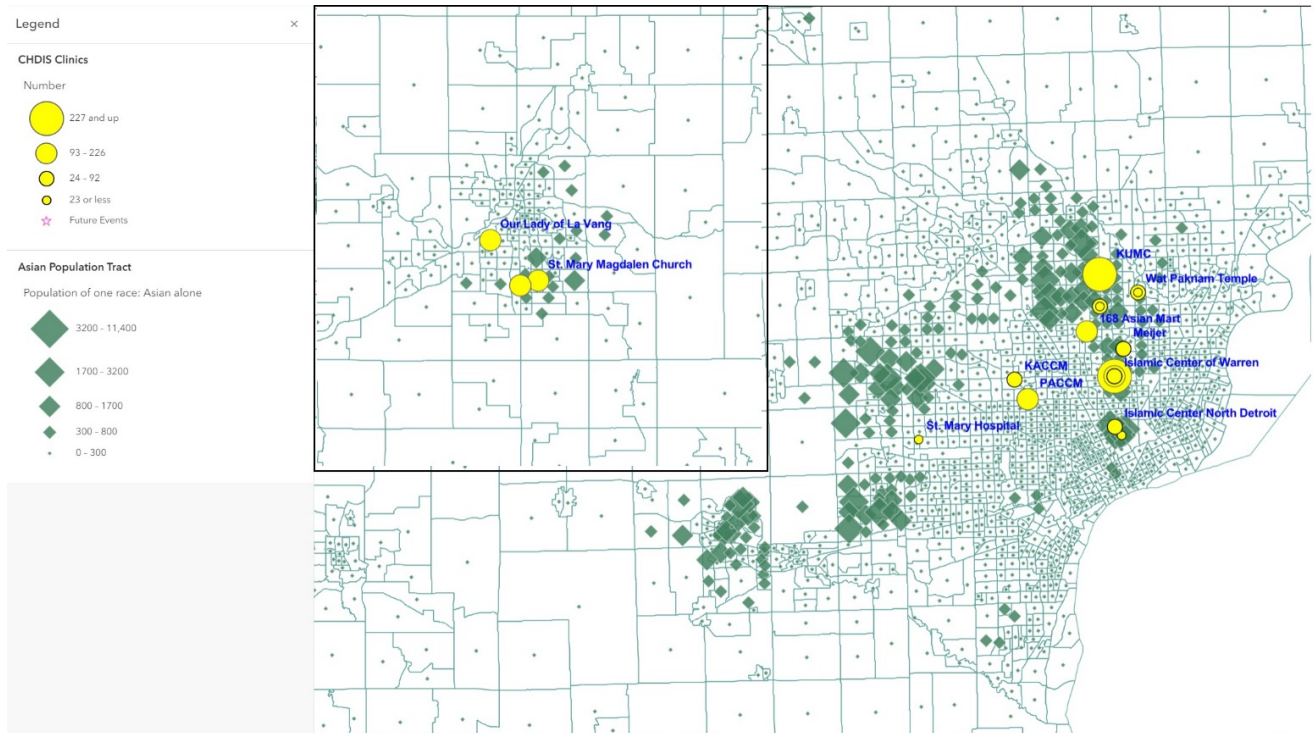 Legend
×
CHDIS Clinics
Number
227 and up
93 - 226
24 - 92
23 or less
Future Events
Asian Population Tract
Population of one race: Asian alone
3200 - 11,400
1700 - 3200
800 - 1700
300 - 800
0 - 300
Our Lady of La Vang
St. Mary Magdalen Church
KUMC
Wat Paknam Temple
168 Asian Mart
Meijer
Islamic Center of Warren
KACCM
PACCM
Islamic Center North Detroit
St. Mary Hospital